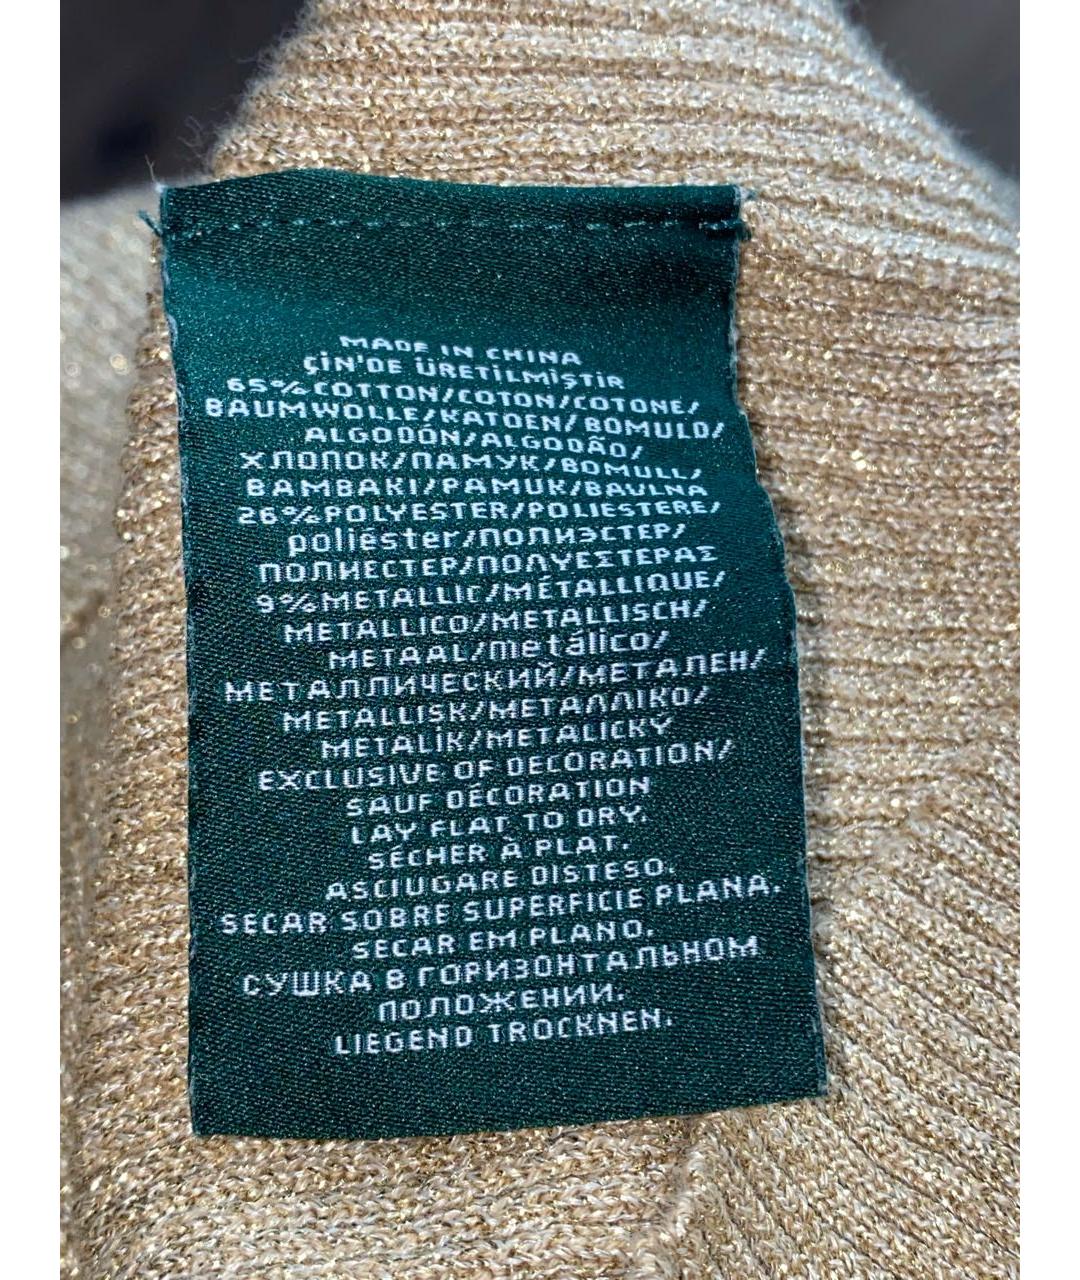 MADE IN CHINA
ÇİN'DE ÜRETİLMİŞTİR
65% COTTON/COTON/COTONE/
BAUMWOLLE/KATOEN/BOMULD/
ALGODÓN/ALGODÃO/
ХЛОПОК/ПАМУК/BOMULL/
BAMBAKI/PAMUK/BAVLNA
26% POLYESTER/POLIESTERE/
poliéster/ПОЛИЭСТЕР/
ПОЛИЕСТЕР/ΠΟΛΥΕΣΤΕΡΑΣ
9% METALLIC/MÉTALLIQUE/
METALLICO/METALLISCH/
METAAL/metálico/
МЕТАЛЛИЧЕСКИЙ/МЕТАЛЕН/
METALLISK/ΜΕΤΑΛΛΙΚΟ/
METALİK/METALICKY
EXCLUSIVE OF DECORATION/
SAUF DÉCORATION
LAY FLAT TO DRY.
SÉCHER À PLAT.
ASCIUGARE DISTESO.
SECAR SOBRE SUPERFICIE PLANA.
SECAR EM PLANO.
СУШКА В ГОРИЗОНТАЛЬНОМ
ПОЛОЖЕНИИ.
LIEGEND TROCKNEN.